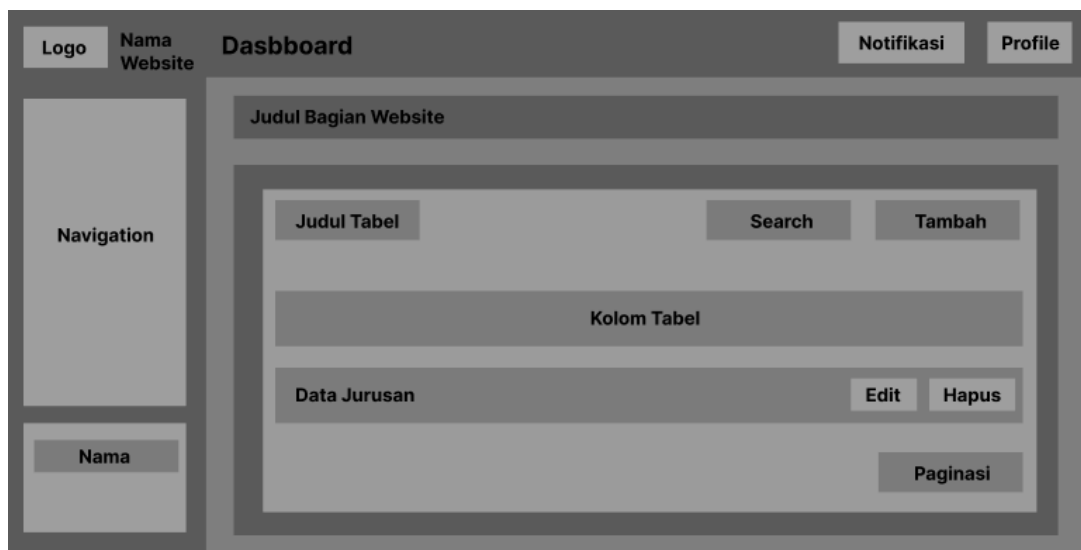 Logo
Nama
Website
Dasbboard
Notifikasi
Profile
Judul Bagian Website
Navigation
Judul Tabel
Search
Tambah
Kolom Tabel
Data Jurusan
Edit
Hapus
Nama
Paginasi